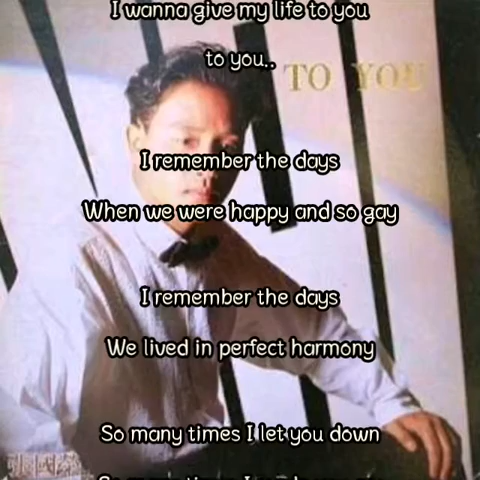 I wanna give my life to you
to you..
TO YOU
I remember the days
When we were happy and so gay
I remember the days
We lived in perfect harmony
So many times I let you down